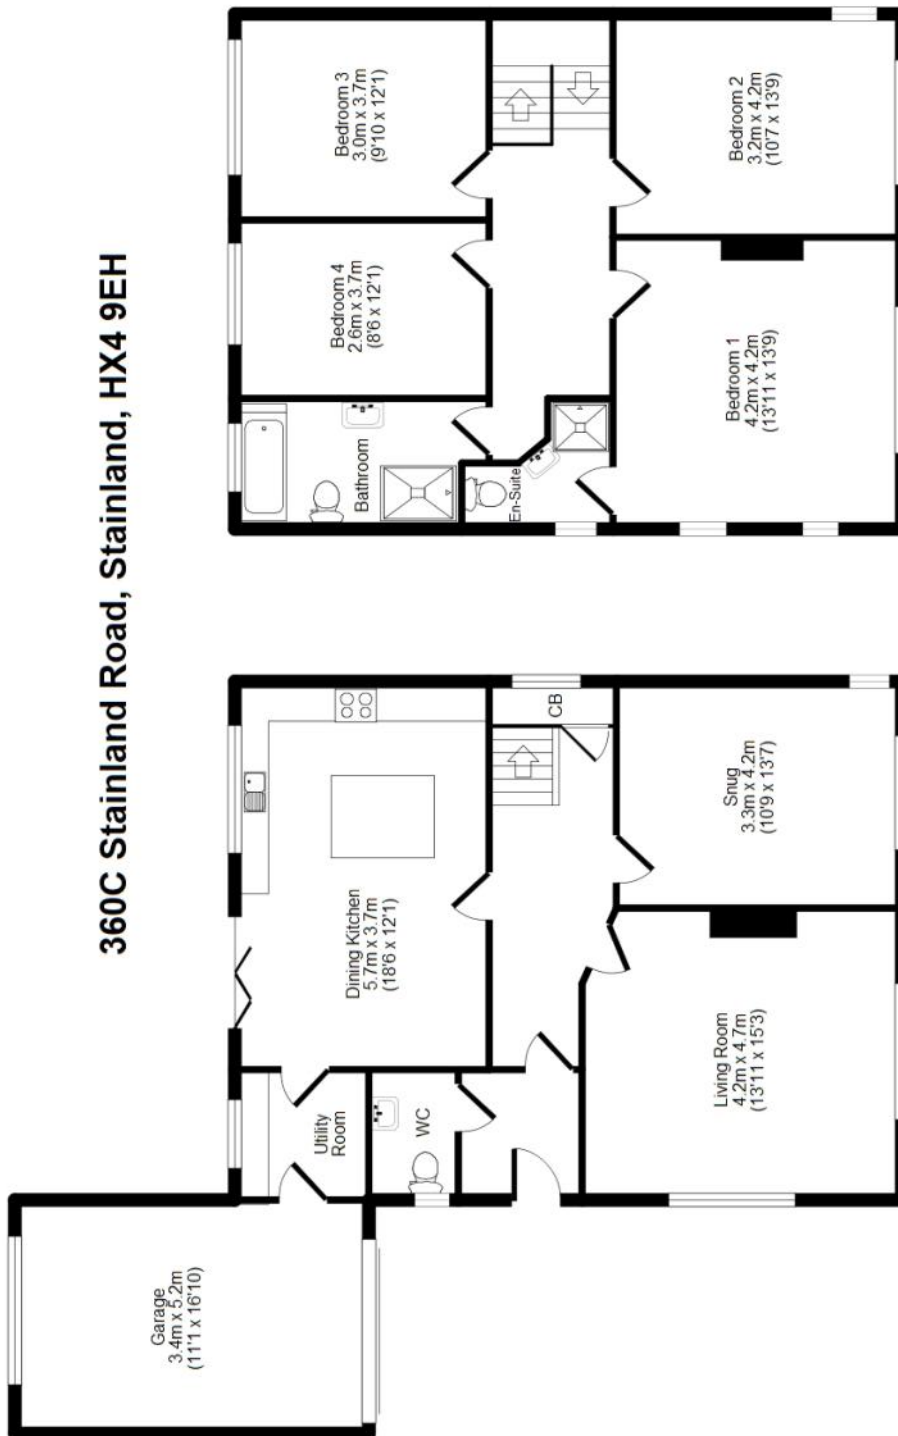 360C Stainland Road, Stainland, HX4 9EH
Garage
3.4m x 5.2m
(11'1 x 16'10)
Utility
Room
WC
Dining Kitchen
5.7m x 3.7m
(18'6 x 12'1)
CB
Living Room
4.2m x 4.7m
(13'11 x 15'3)
Snug
3.3m x 4.2m
(10'9 x 13'7)
Bathroom
En-Suite
Bedroom 4
2.6m x 3.7m
(8'6 x 12'1)
Bedroom 3
3.0m x 3.7m
(9'10 x 12'1)
Bedroom 1
4.2m x 4.2m
(13'11 x 13'9)
Bedroom 2
3.2m x 4.2m
(10'7 x 13'9)